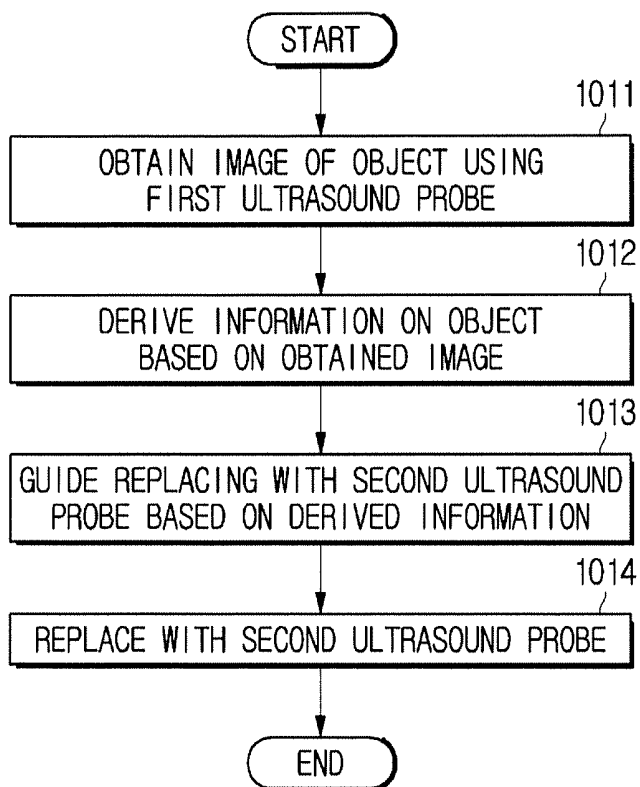 START
1011
OBTAIN IMAGE OF OBJECT USING
FIRST ULTRASOUND PROBE
1012
DERIVE INFORMATION ON OBJECT
BASED ON OBTAINED IMAGE
1013
GUIDE REPLACING WITH SECOND ULTRASOUND
PROBE BASED ON DERIVED INFORMATION
1014
REPLACE WITH SECOND ULTRASOUND PROBE
END